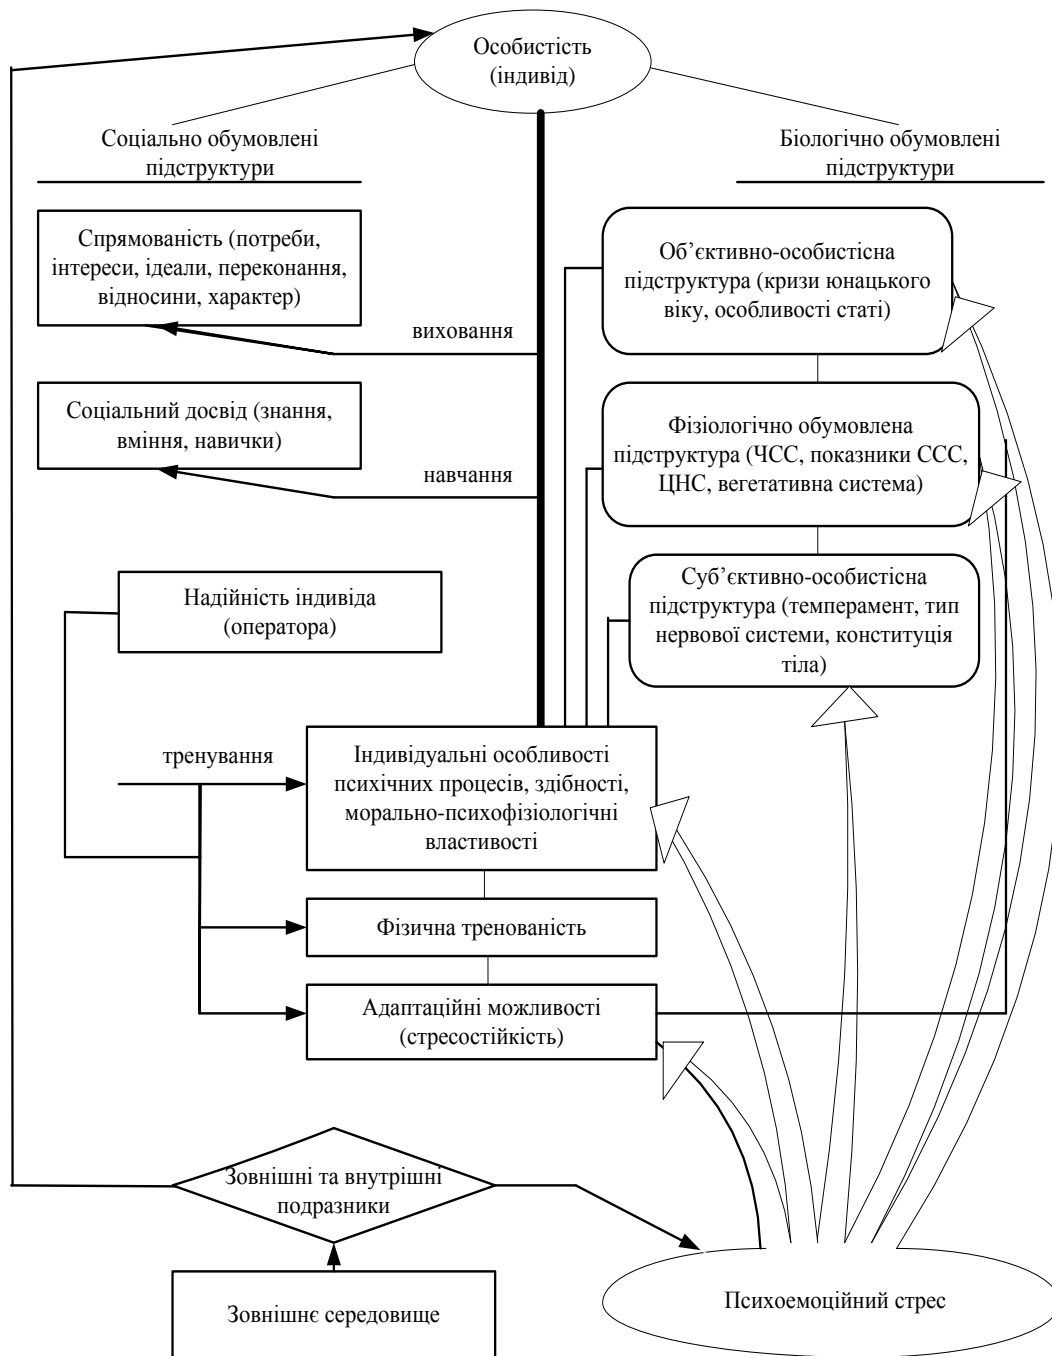 Особистість
(індивід)
Соціально обумовлені
підструктури
Біологічно обумовлені
підструктури
Спрямованість (потреби,
інтереси, ідеали, переконання,
відносини, характер)
Об’єктивно-особистісна
підструктура (кризи юнацького
віку, особливості статі)
виховання
Соціальний досвід (знання,
вміння, навички)
Фізіологічно обумовлена
підструктура (ЧСС, показники ССС,
ЦНС, вегетативна система)
навчання
Суб’єктивно-особистісна
підструктура (темперамент, тип
нервової системи, конституція
тіла)
Надійність індивіда
(оператора)
тренування
Індивідуальні особливості
психічних процесів, здібності,
морально-психофізіологічні
властивості
Фізична тренованість
Адаптаційні можливості
(стресостійкість)
Зовнішні та внутрішні
подразники
Зовнішнє середовище
Психоемоційний стрес